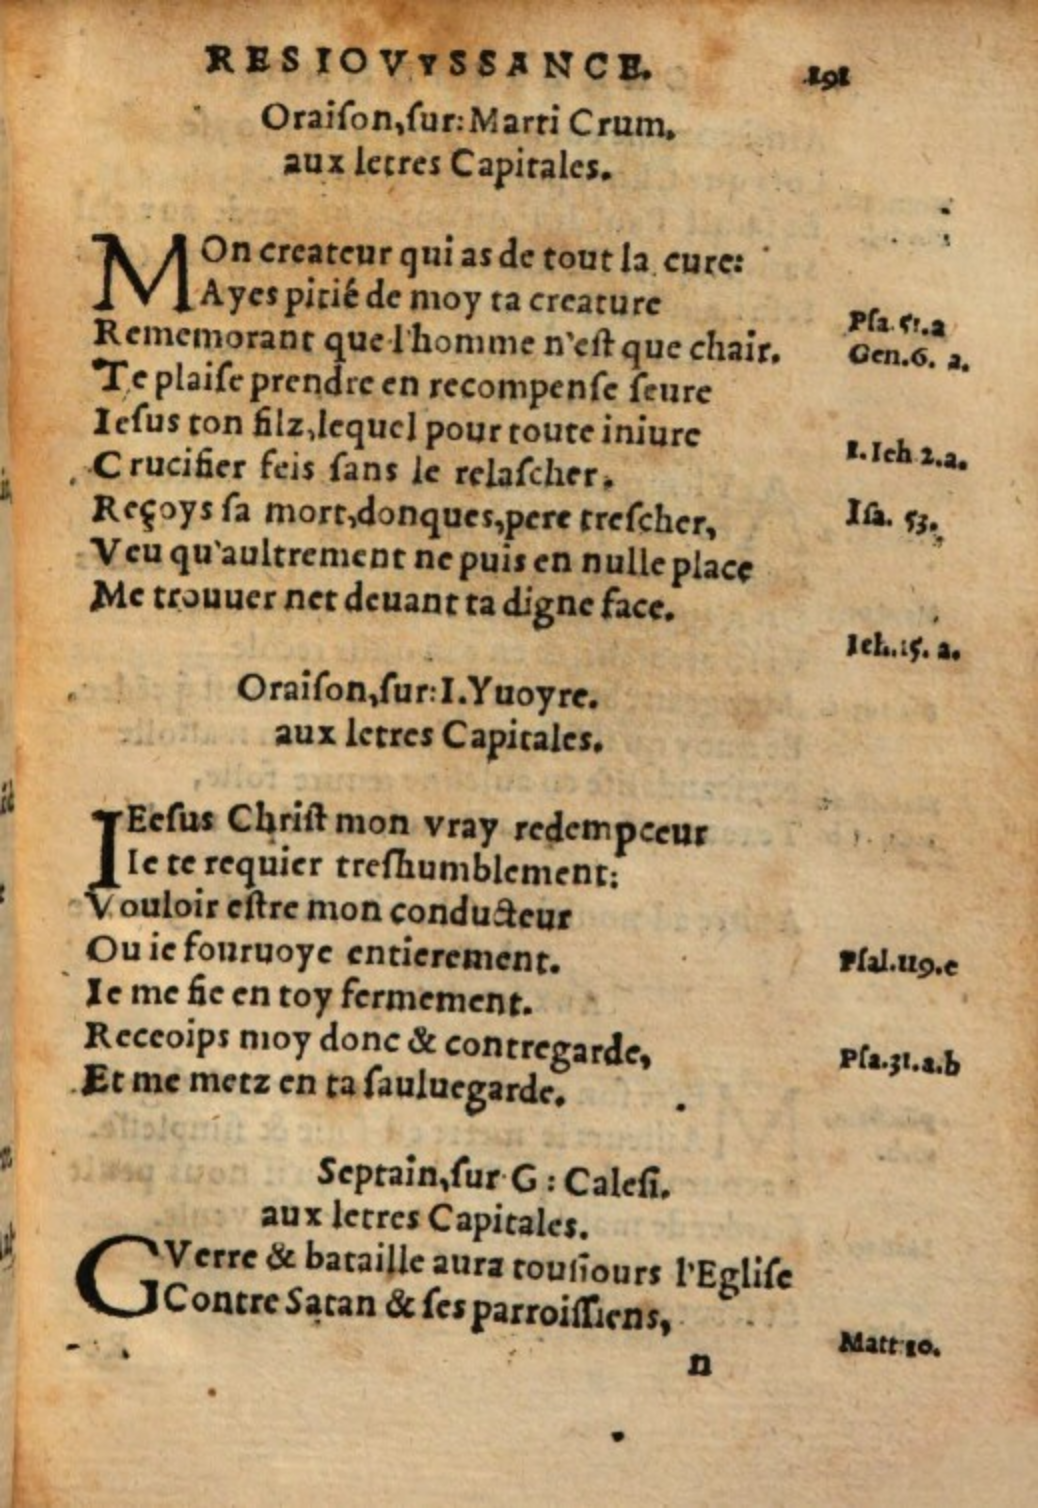 RESIOVYSSANCE. 191
Oraiſon, ſur: Marti Crum.
aux letres Capitales.
MOn createur qui as de tout la cure:
Ayes pitié de moy ta creature
Pſa. 51. a
Rememorant que l'homme n'eſt que chair.
Gen. 6. a.
Te plaiſe prendre en recompenſe ſeure
Ieſus ton filz, lequel pour toute iniure
1. Ieh 2. a.
Crucifier feis ſans le relaſcher.
Reçoys ſa mort, donques, pere treſcher,
Iſa. 53.
Veu qu'aultrement ne puis en nulle place
Me trouuer net deuant ta digne face.
Ieh. 15. a.
Oraiſon, ſur: I. Yuoyre.
aux letres Capitales.
IEeſus Chriſt mon vray redempceur
Ie te requier treſhumblement:
Vouloir eſtre mon conducteur
Ou ie fouruoye entierement.
Pſal. 119. e
Ie me fie en toy fermement.
Receoips moy donc & contregarde,
Pſa. 31. a. b
Et me metz en ta ſauluegarde.
Septain, ſur G : Caleſi.
aux letres Capitales.
GVerre & bataille aura touſiours l'Egliſe
Contre Satan & ſes parroiſſiens,
Matt 10.
n